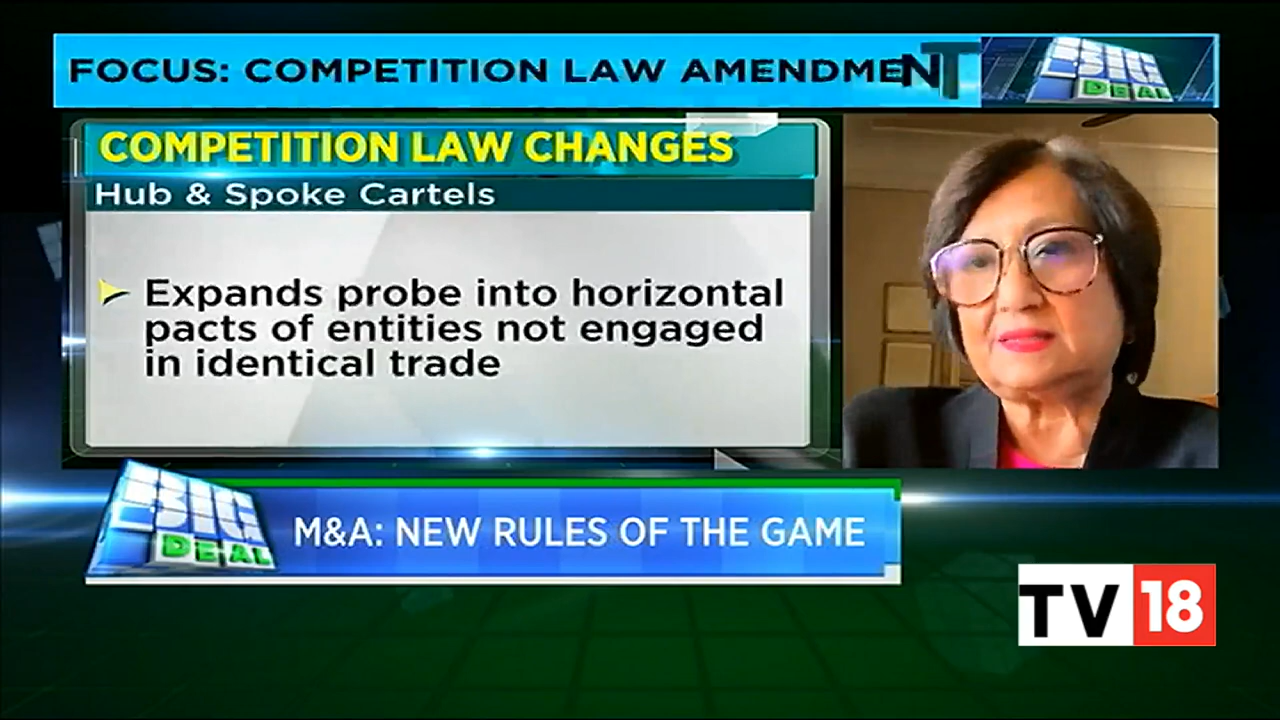 FOCUS: COMPETITION LAW AMENDMENT
BIG
DEAL
COMPETITION LAW CHANGES
Hub & Spoke Cartels
Expands probe into horizontal
pacts of entities not engaged
in identical trade
BIG
DEAL
M&A: NEW RULES OF THE GAME
TV18